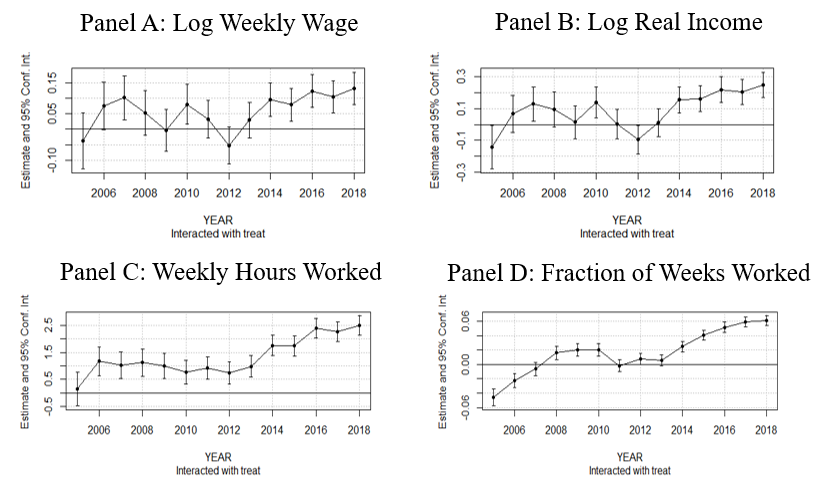 Panel A: Log Weekly Wage
Estimate and 95% Conf. Int.
0.15
0.05
-0.10
2006 2008 2010 2012 2014 2016 2018
YEAR
Interacted with treat
Panel B: Log Real Income
Estimate and 95% Conf. Int.
0.3
0.1
-0.1
-0.3
2006 2008 2010 2012 2014 2016 2018
YEAR
Interacted with treat
Panel C: Weekly Hours Worked
Estimate and 95% Conf. Int
2.5
1.5
0.5
-0.5
2006 2008 2010 2012 2014 2016 2018
YEAR
Interacted with treat
Panel D: Fraction of Weeks Worked
Estimate and 95% Conf. Int
0.06
0.00
-0.06
2006 2008 2010 2012 2014 2016 2018
YEAR
Interacted with treat